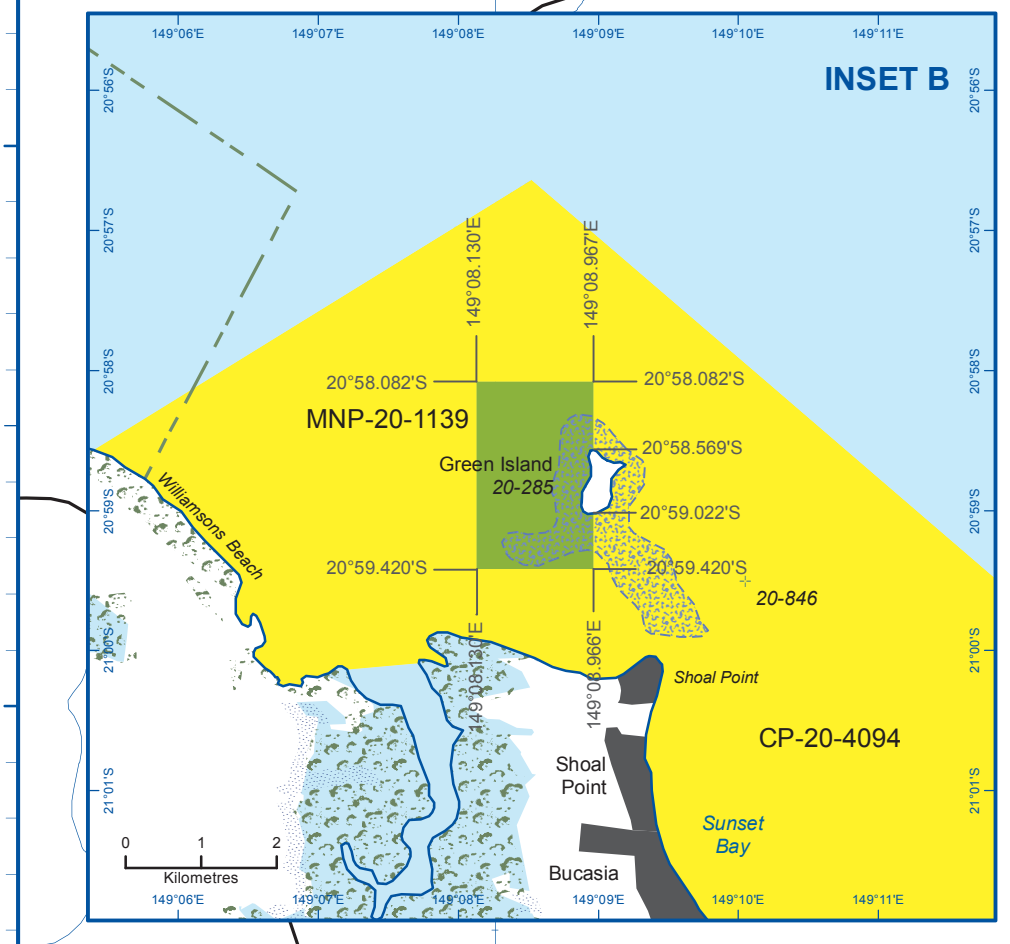 149°06'E 149°07'E 149°08'E 149°09'E 149°10'E 149°11'E
INSET B
20°56'S 20°56'S
20°57'S 20°57'S
149°08.130'E 149°08.967'E
20°58'S 20°58'S
20°58.082'S 20°58.082'S
MNP-20-1139
20°58.569'S
Green Island
20-285
Williamsons Beach
20°59'S 20°59'S
20°59.022'S
20°59.420'S 20°59.420'S
20-846
21°00'S 21°00'S
149°08.130'E 149°08.966'E
Shoal Point
CP-20-4094
Shoal
Point
21°01'S 21°01'S
Sunset
Bay
0 1 2
Kilometres
Bucasia
149°06'E 149°07'E 149°08'E 149°09'E 149°10'E 149°11'E